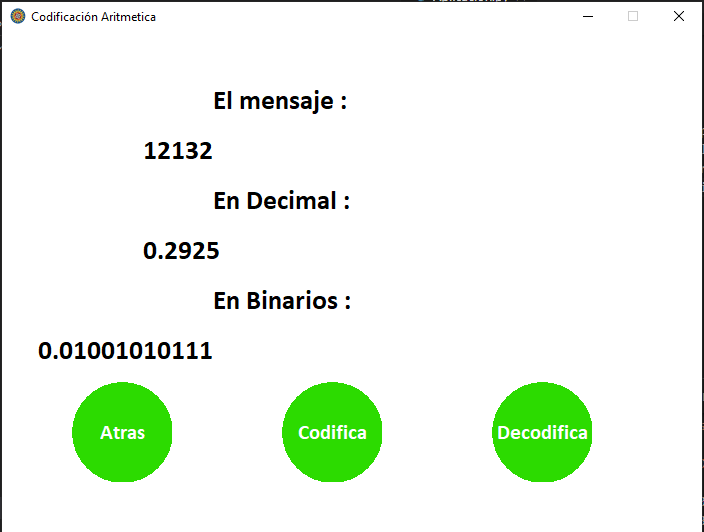 Codificación Aritmetica
El mensaje :
12132
En Decimal :
0.2925
En Binarios :
0.01001010111
Atras
Codifica
Decodifica